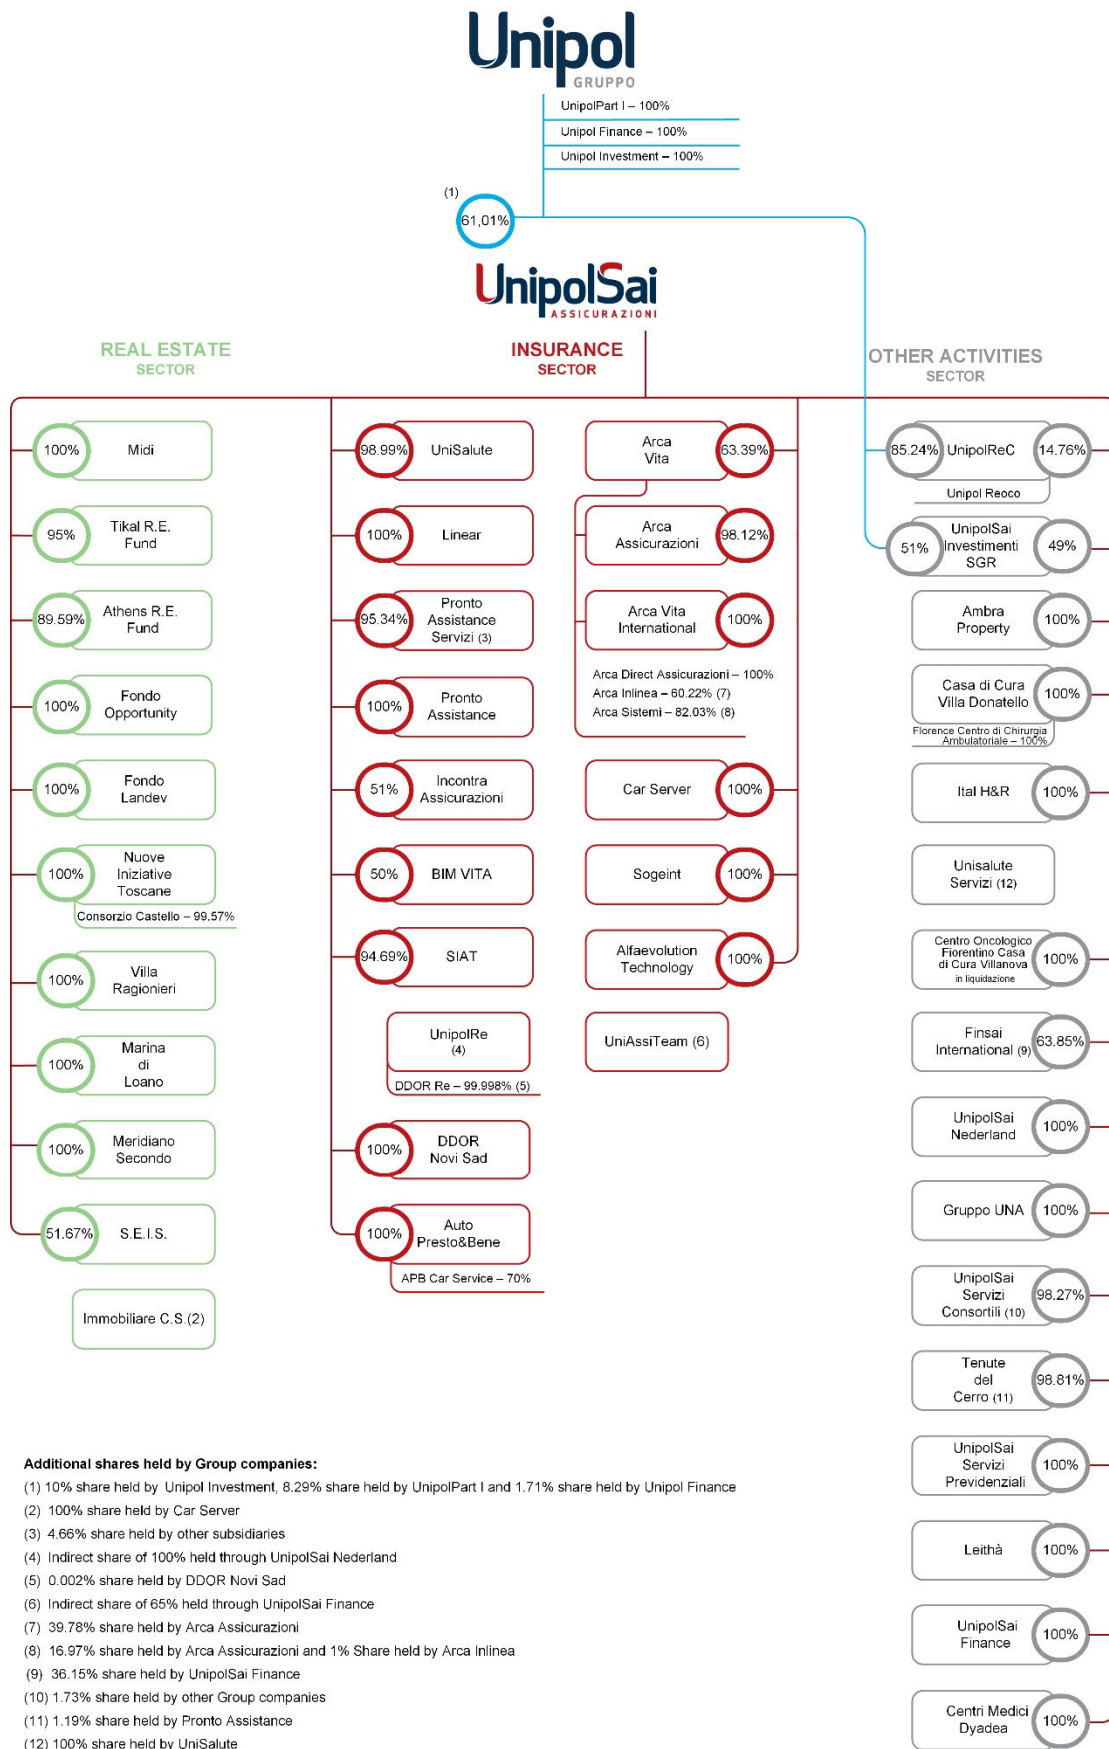 Unipol
GRUPPO
UnipolPart I – 100%
Unipol Finance – 100%
Unipol Investment – 100%
(1)
61,01%
UnipolSai
ASSICURAZIONI
REAL ESTATE
SECTOR
100%
Midi
95%
Tikal R.E.
Fund
89.59%
Athens R.E.
Fund
100%
Fondo
Opportunity
100%
Fondo
Landev
100%
Nuove
Iniziative
Toscane
Consorzio Castello – 99.57%
100%
Villa
Ragionieri
100%
Marina
di
Loano
100%
Meridiano
Secondo
51.67%
S.E.I.S.
Immobiliare C.S.(2)
INSURANCE
SECTOR
98.99%
UniSalute
100%
Linear
95.34%
Pronto
Assistance
Servizi (3)
100%
Pronto
Assistance
51%
Incontra
Assicurazioni
50%
BIM VITA
94.69%
SIAT
UnipolRe
(4)
DDOR Re – 99.998% (5)
100%
DDOR
Novi Sad
100%
Auto
Presto&Bene
APB Car Service – 70%
Arca
Vita
63.39%
Arca
Assicurazioni
98.12%
Arca Vita
International
100%
Arca Direct Assicurazioni – 100%
Arca Inlinea – 60.22% (7)
Arca Sistemi – 82.03% (8)
Car Server
100%
Sogeint
100%
Alfaevolution
Technology
100%
UniAssiTeam (6)
OTHER ACTIVITIES
SECTOR
85.24%
UnipolReC
14.76%
Unipol Reoco
51%
UnipolSai
Investimenti
SGR
49%
Ambra
Property
100%
Casa di Cura
Villa Donatello
100%
Florence Centro di Chirurgia
Ambulatoriale – 100%
Ital H&R
100%
Unisalute
Servizi (12)
Centro Oncologico
Fiorentino Casa
di Cura Villanova
in liquidazione
100%
Finsai
International (9)
63.85%
UnipolSai
Nederland
100%
Gruppo UNA
100%
UnipolSai
Servizi
Consortili (10)
98.27%
Tenute
del
Cerro (11)
98.81%
UnipolSai
Servizi
Previdenziali
100%
Leithà
100%
UnipolSai
Finance
100%
Centri Medici
Dyadea
100%
Additional shares held by Group companies:
(1) 10% share held by Unipol Investment, 8.29% share held by UnipolPart I and 1.71% share held by Unipol Finance
(2) 100% share held by Car Server
(3) 4.66% share held by other subsidiaries
(4) Indirect share of 100% held through UnipolSai Nederland
(5) 0.002% share held by DDOR Novi Sad
(6) Indirect share of 65% held through UnipolSai Finance
(7) 39.78% share held by Arca Assicurazioni
(8) 16.97% share held by Arca Assicurazioni and 1% Share held by Arca Inlinea
(9) 36.15% share held by UnipolSai Finance
(10) 1.73% share held by other Group companies
(11) 1.19% share held by Pronto Assistance
(12) 100% share held by UniSalute